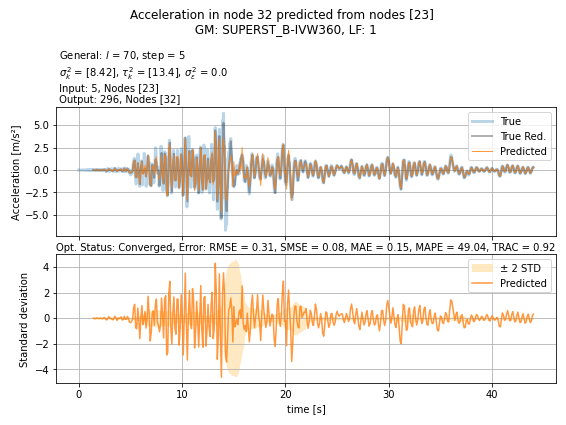 Acceleration in node 32 predicted from nodes [23]
GM: SUPERST_B-IVW360, LF: 1
General: l = 70, step = 5
σ²ₖ = [8.42], τ²ₖ = [13.4], σ²ₑ = 0.0
Input: 5, Nodes [23]
Output: 296, Nodes [32]
Acceleration [m/s²]
5.0
2.5
0.0
−2.5
−5.0
True
True Red.
Predicted
Opt. Status: Converged, Error: RMSE = 0.31, SMSE = 0.08, MAE = 0.15, MAPE = 49.04, TRAC = 0.92
Standard deviation
4
2
0
−2
−4
± 2 STD
Predicted
0
10
20
30
40
time [s]